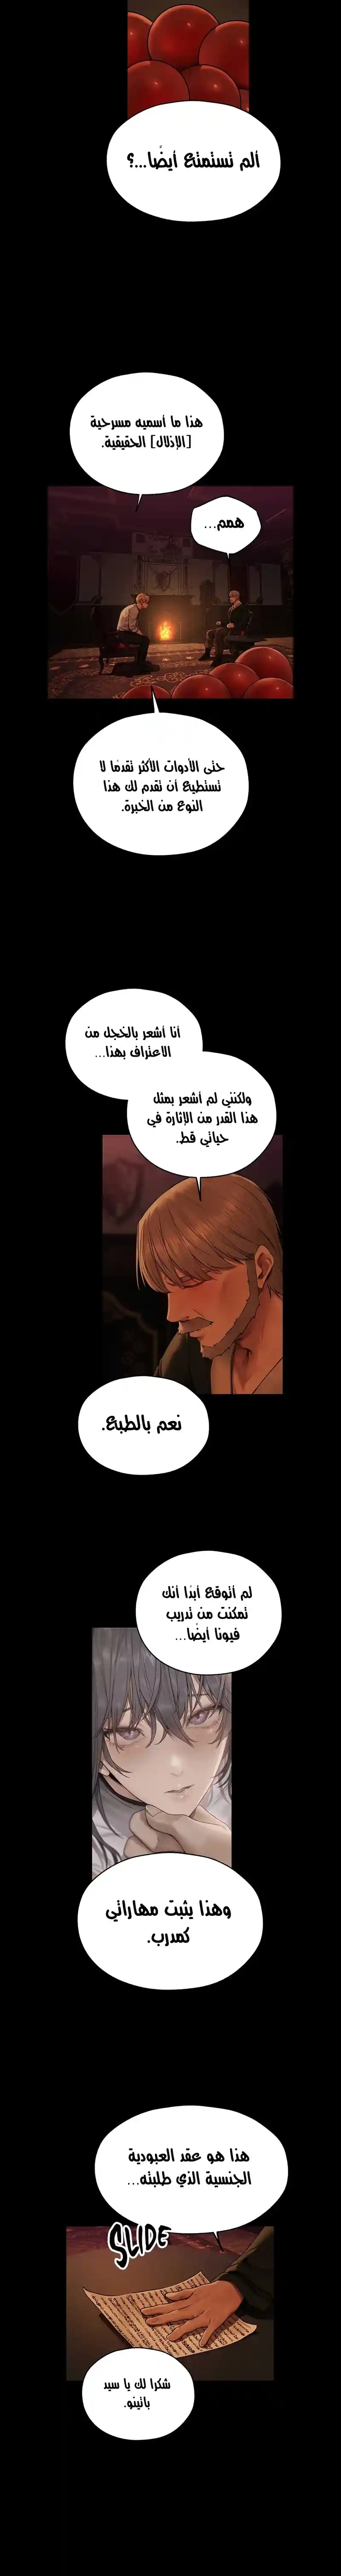 ألم تستمتع أيضًا...؟
هذا ما أسميه مسرحية
[الإذلال] الحقيقية.
همم...
حتى الأدوات الأكثر تقدمًا لا
تستطيع أن تقدم لك هذا
النوع من الخبرة.
أنا أشعر بالخجل من
الاعتراف بهذا...
ولكنني لم أشعر بمثل
هذا القدر من الإثارة في
حياتي قط.
نعم بالطبع.
لم أتوقع أبدًا أنك
تمكنت من تدريب
فيونا أيضًا...
وهذا يثبت مهاراتي
كمدرب.
هذا هو عقد العبودية
الجنسية الذي طلبته...
SLIDE
شكرا لك يا سيد
باتينو.